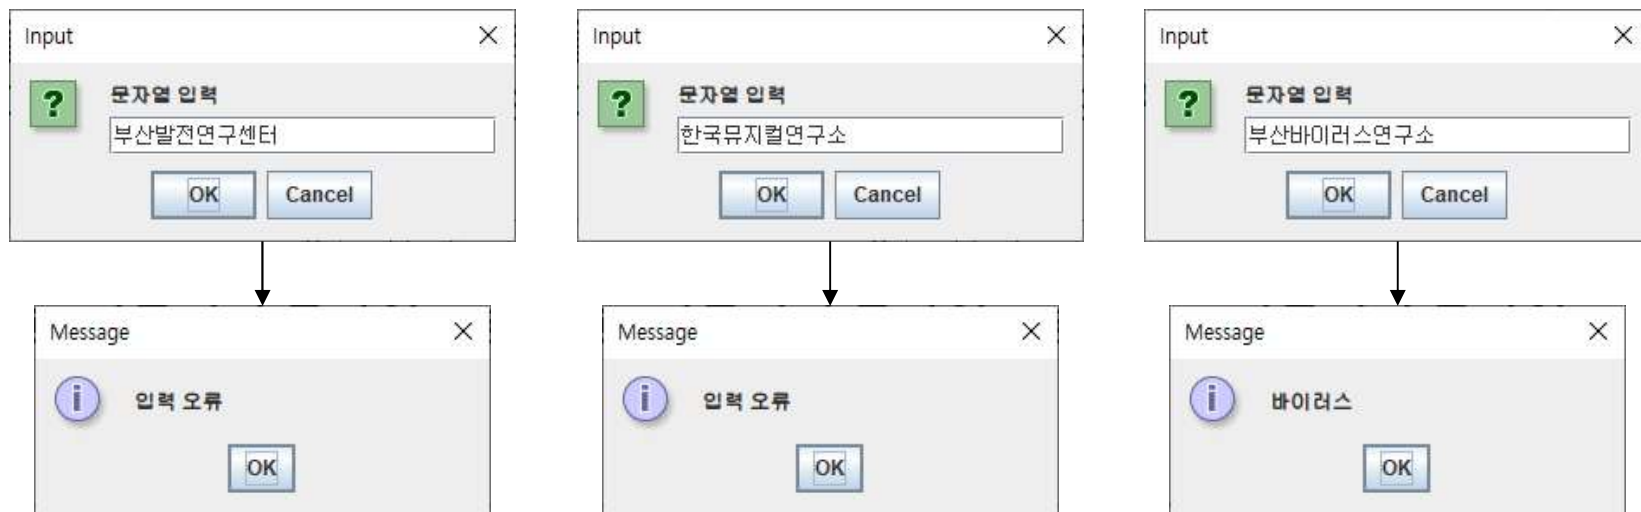 Input
문자열 입력
부산발전연구센터
OK Cancel
Message
입력 오류
OK
Input
문자열 입력
한국뮤지컬연구소
OK Cancel
Message
입력 오류
OK
Input
문자열 입력
부산바이러스연구소
OK Cancel
Message
바이러스
OK